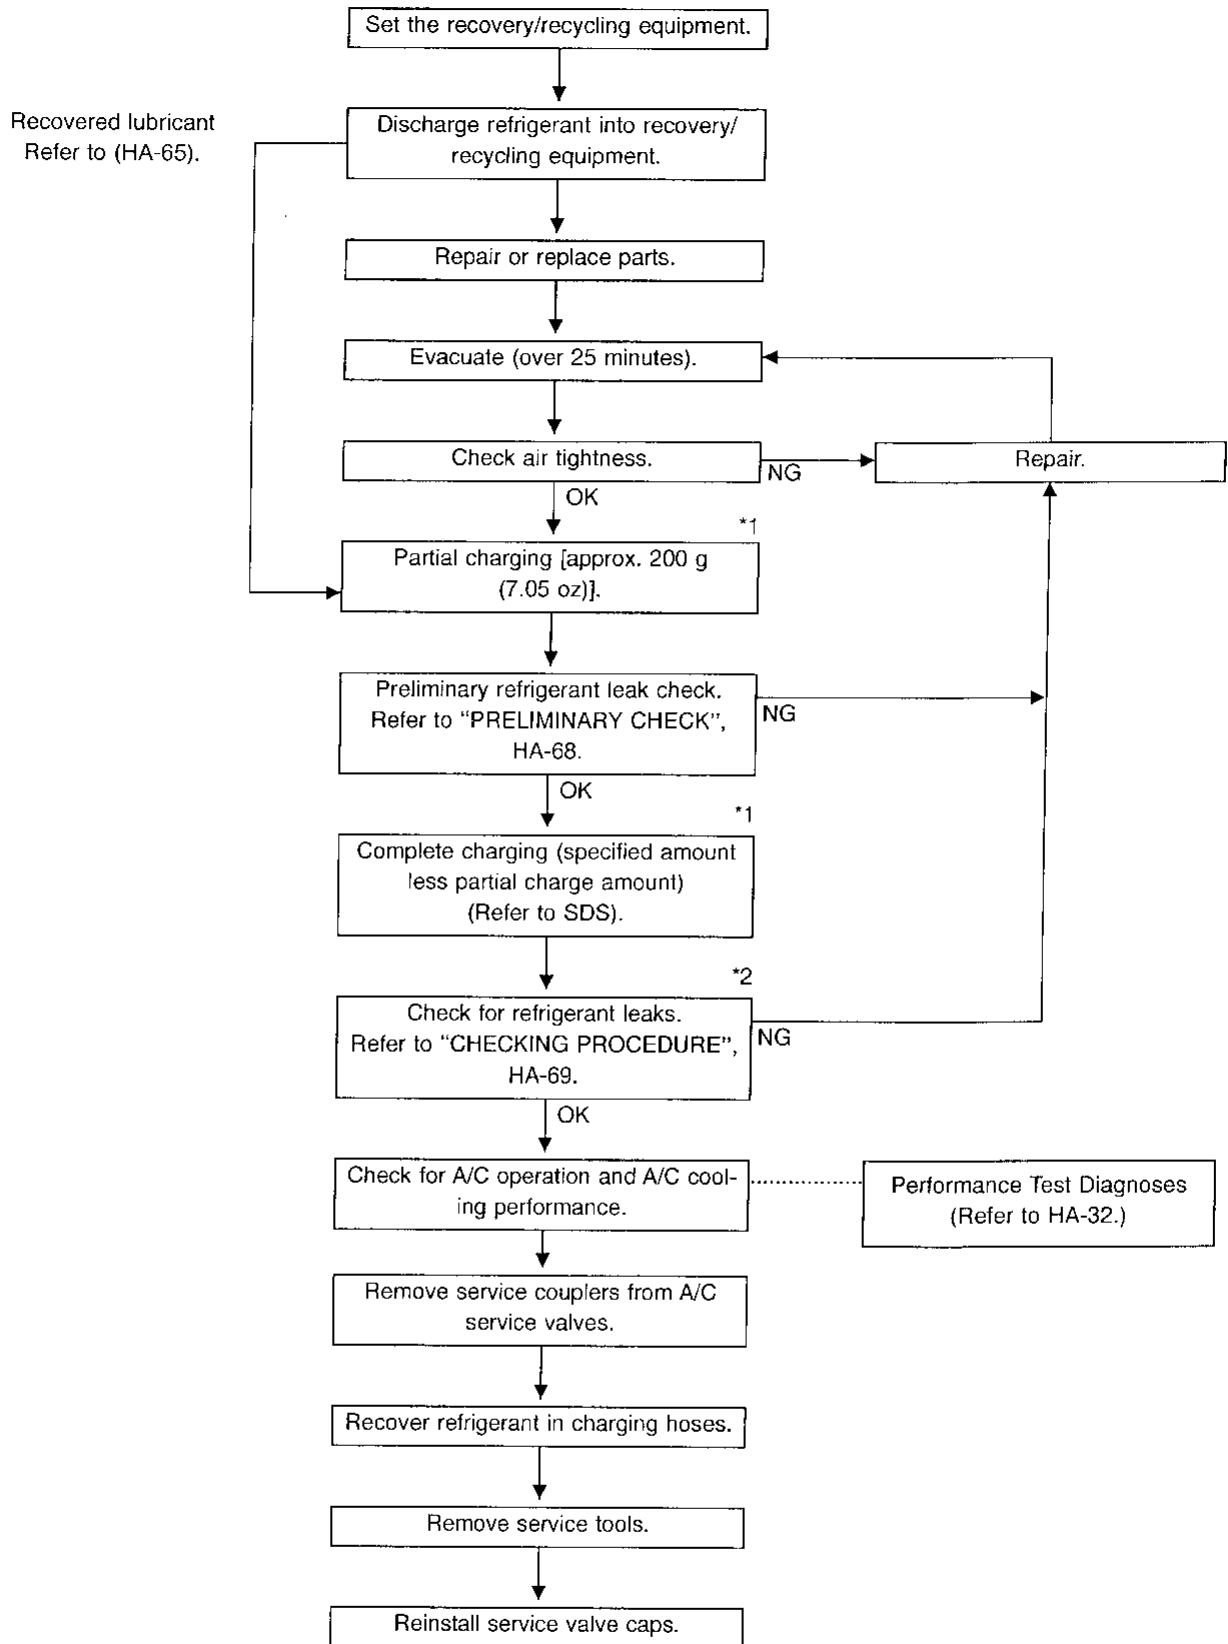 Set the recovery/recycling equipment.
Recovered lubricant
Refer to (HA-65).
Discharge refrigerant into recovery/
recycling equipment.
Repair or replace parts.
Evacuate (over 25 minutes).
Check air tightness.
NG
Repair.
OK
*1
Partial charging [approx. 200 g
(7.05 oz)].
Preliminary refrigerant leak check.
Refer to “PRELIMINARY CHECK”,
HA-68.
NG
OK
*1
Complete charging (specified amount
less partial charge amount)
(Refer to SDS).
*2
Check for refrigerant leaks.
Refer to “CHECKING PROCEDURE”,
HA-69.
NG
OK
Check for A/C operation and A/C cool-
ing performance.
Performance Test Diagnoses
(Refer to HA-32.)
Remove service couplers from A/C
service valves.
Recover refrigerant in charging hoses.
Remove service tools.
Reinstall service valve caps.